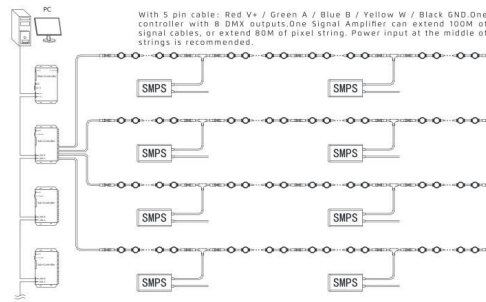 PC
With 5 pin cable: Red V+ / Green A / Blue B / Yellow W / Black GND.One
controller with 8 DMX outputs.One Signal Amplifier can extend 100M of
signal cables, or extend 80M of pixel string. Power input at the middle of
strings is recommended.
SMPS
SMPS
SMPS
SMPS
SMPS
SMPS
SMPS
SMPS